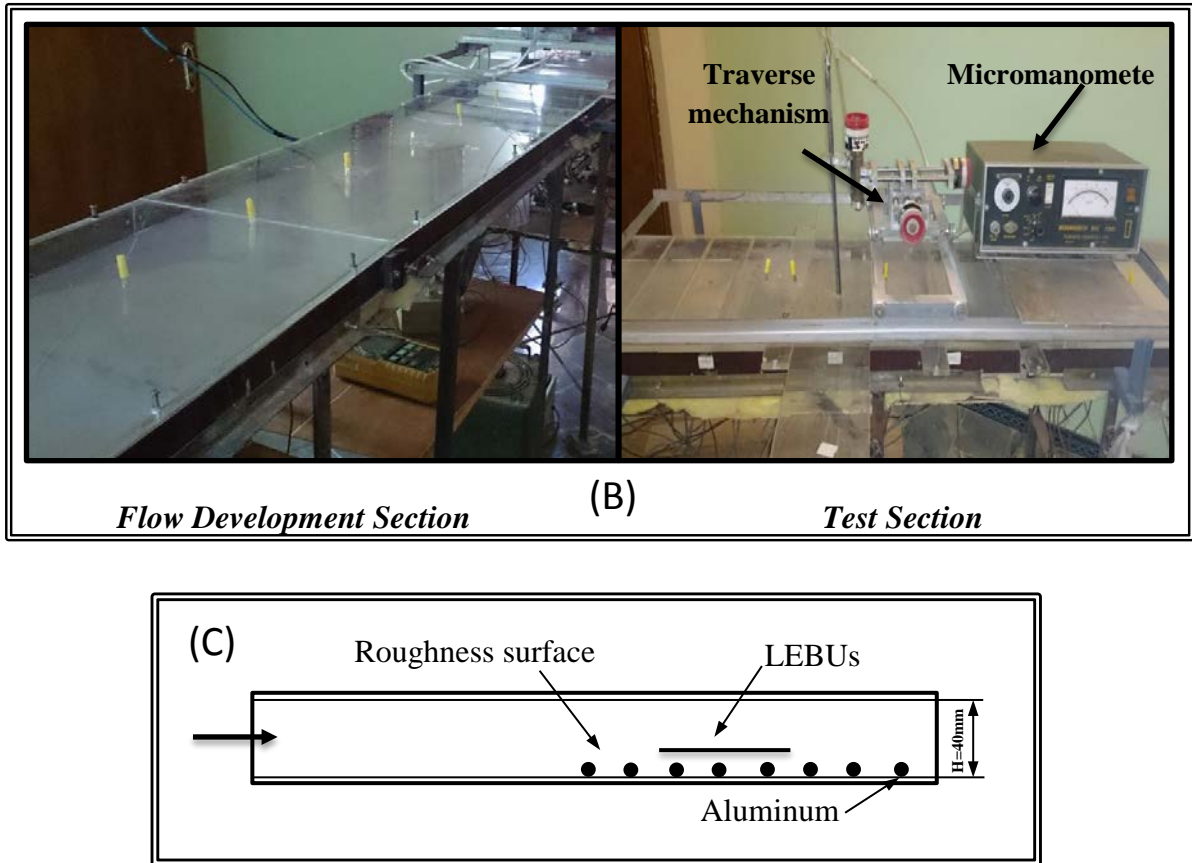 Traverse
mechanism
Micromanomete
(B)
Flow Development Section
Test Section
(C)
Roughness surface
LEBUs
H=40mm
Aluminum